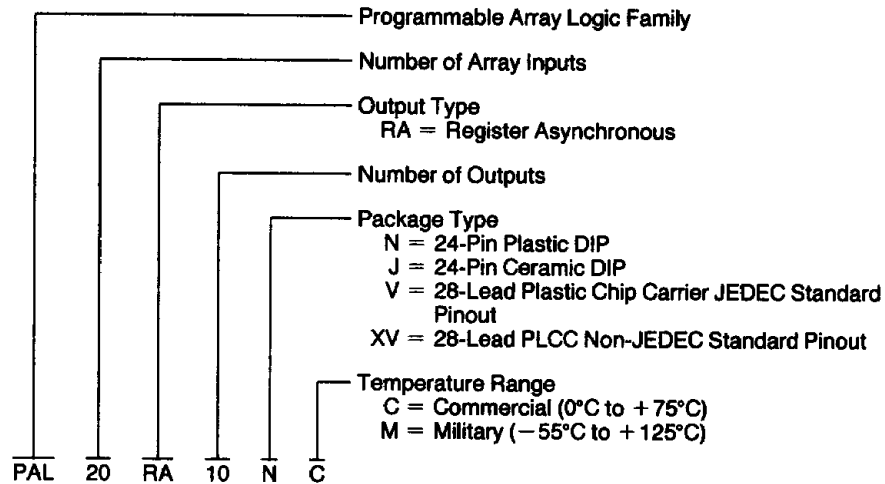 Programmable Array Logic Family
Number of Array Inputs
Output Type
RA = Register Asynchronous
Number of Outputs
Package Type
N = 24-Pin Plastic DIP
J = 24-Pin Ceramic DIP
V = 28-Lead Plastic Chip Carrier JEDEC Standard
Pinout
XV = 28-Lead PLCC Non-JEDEC Standard Pinout
Temperature Range
C = Commercial (0°C to +75°C)
M = Military (−55°C to +125°C)
PAL 20 RA 10 N C